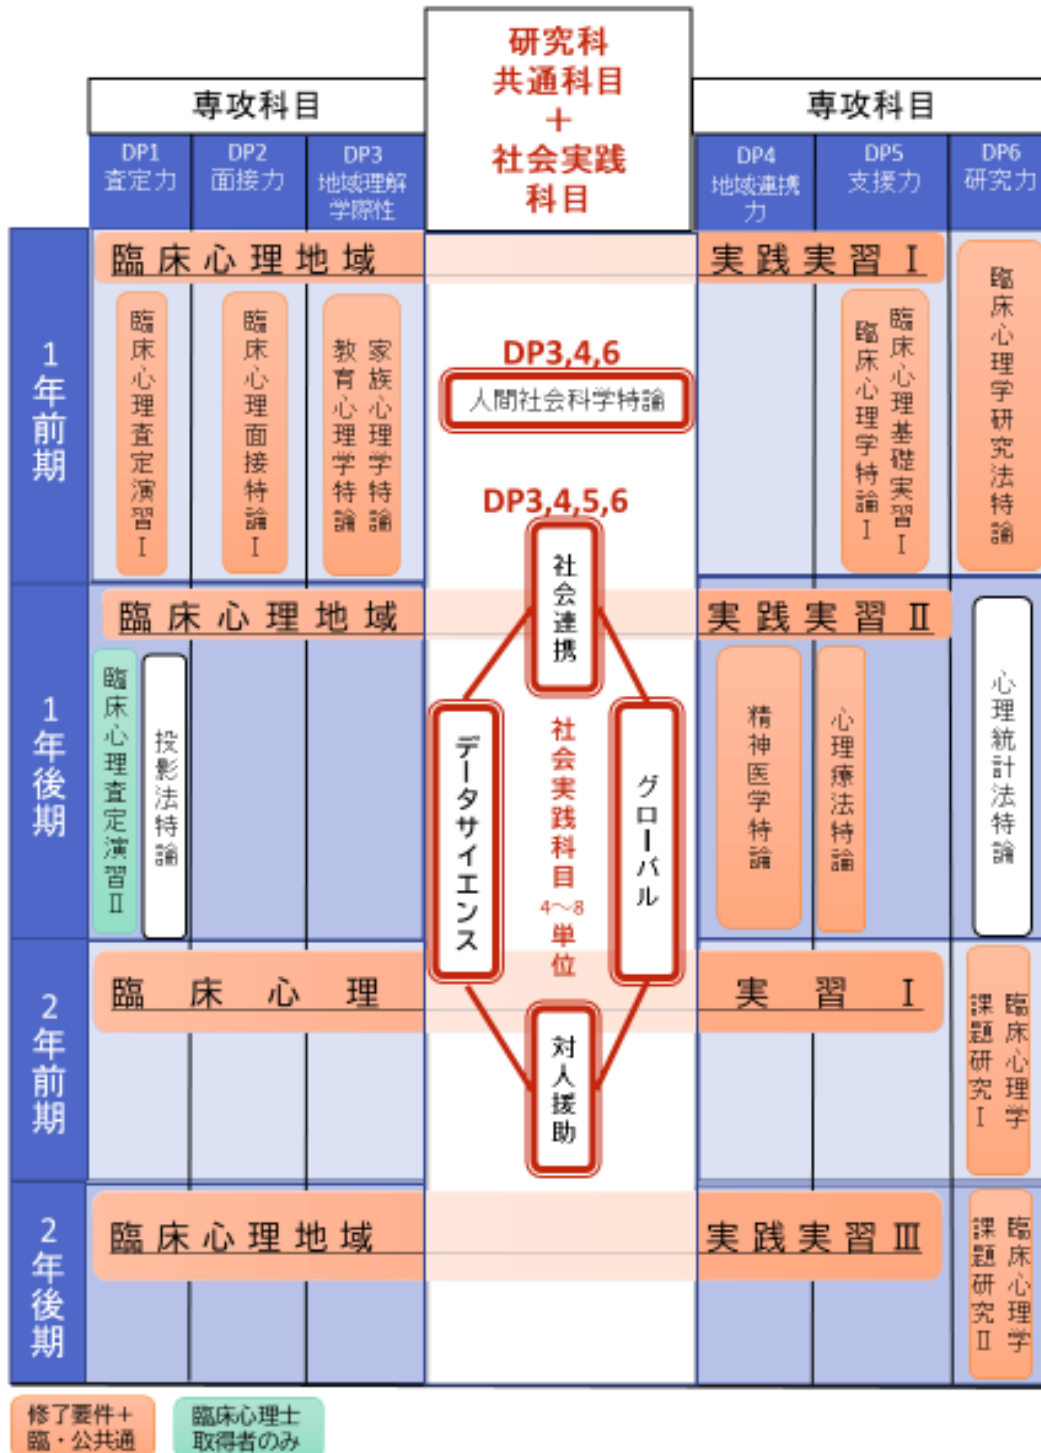 研究科
共通科目
+
社会実践
科目
専攻科目
専攻科目
DP1
査定力
DP2
面接力
DP3
地域理解
学際性
DP4
地域連携
力
DP5
支援力
DP6
研究力
1年前期
臨床心理地域
実践実習Ⅰ
臨床心理査定演習Ⅰ
臨床心理面接特論Ⅰ
家族心理学特論
教育心理学特論
DP3,4,6
人間社会科学特論
臨床心理基礎実習Ⅰ
臨床心理学特論Ⅰ
臨床心理学研究法特論
DP3,4,5,6
社会連携
データサイエンス
社会実践科目
4～8
単位
グローバル
対人援助
1年後期
臨床心理地域
実践実習Ⅱ
臨床心理査定演習Ⅱ
投影法特論
精神医学特論
心理療法特論
心理統計法特論
2年前期
臨床心理
実習Ⅰ
臨床心理学
課題研究Ⅰ
2年後期
臨床心理地域
実践実習Ⅲ
臨床心理学
課題研究Ⅱ
修了要件+
臨・公共通
臨床心理士
取得者のみ